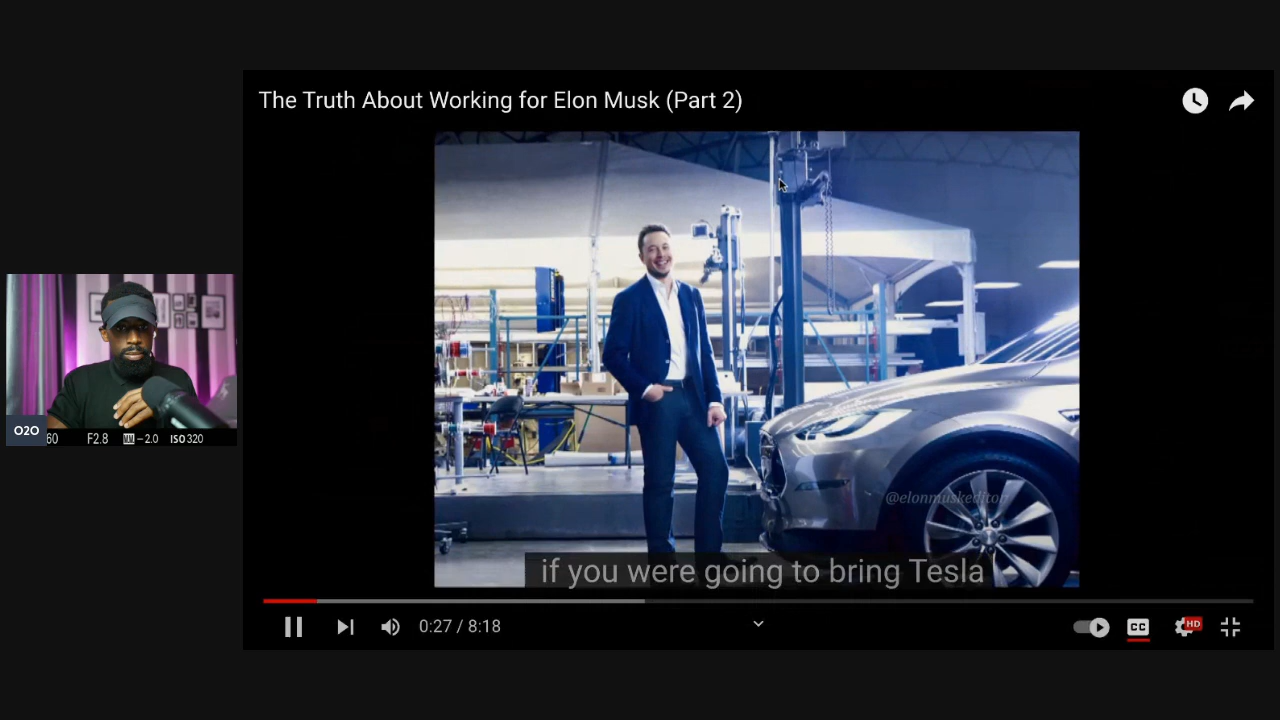 The Truth About Working for Elon Musk (Part 2)
@elonmuskeditor
if you were going to bring Tesla
0:27 / 8:18
CC
HD
O2O
60 F2.8 -2.0 ISO 320